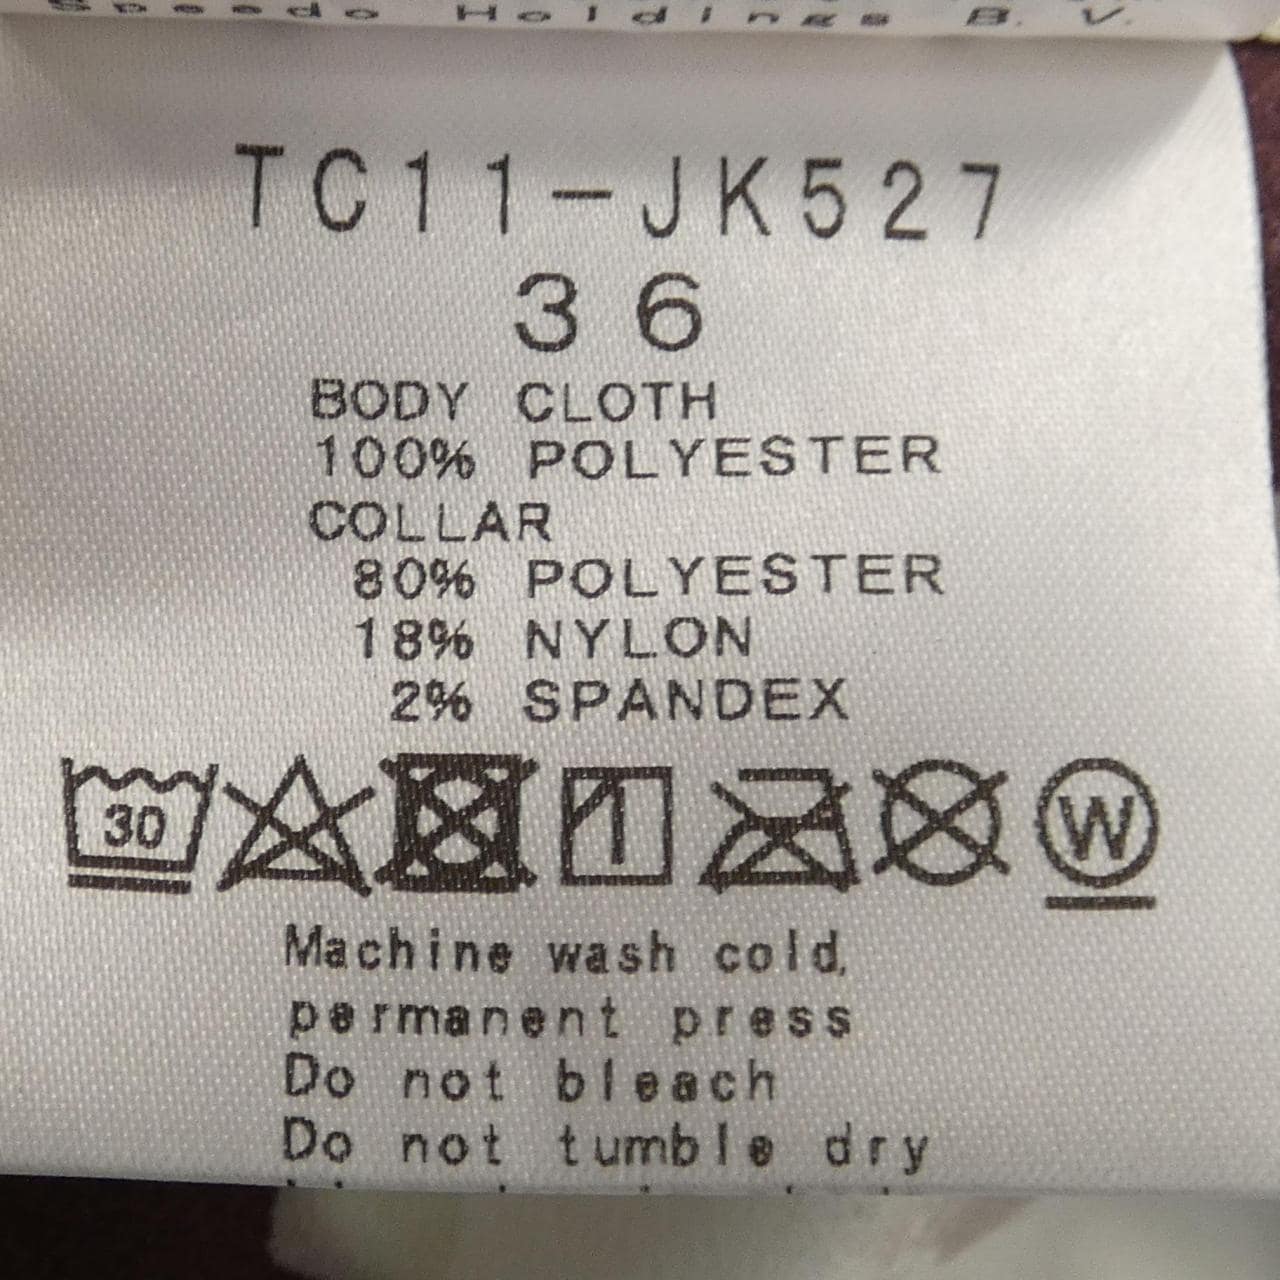 Speedo Holdings B.V.
TC11-JK527
36
BODY CLOTH
100% POLYESTER
COLLAR
80% POLYESTER
18% NYLON
2% SPANDEX
30
W
Machine wash cold,
permanent press
Do not bleach
Do not tumble dry